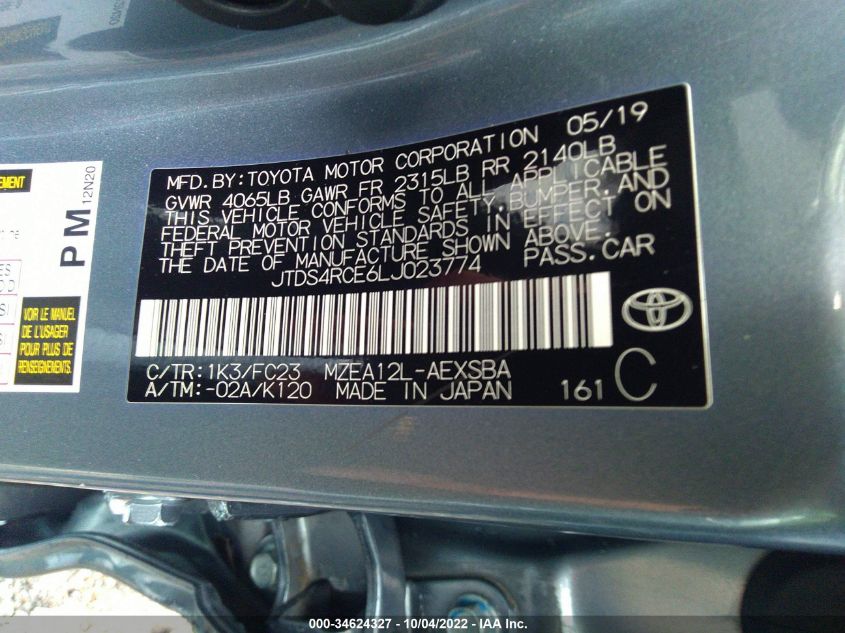 EMENT
PM 12N20
VOIR LE MANUEL
DE L'USAGER
POUR PLUS DE
RENSEIGNEMENTS.
MFD. BY: TOYOTA MOTOR CORPORATION 05/19
GVWR 4065LB GAWR FR 2315LB RR 2140LB
THIS VEHICLE CONFORMS TO ALL APPLICABLE
FEDERAL MOTOR VEHICLE SAFETY, BUMPER, AND
THEFT PREVENTION STANDARDS IN EFFECT ON
THE DATE OF MANUFACTURE SHOWN ABOVE.
JTDS4RCE6LJ023774 PASS. CAR
C/TR: 1K3/FC23 MZEA12L-AEXSBA
A/TM: -02A/K120 MADE IN JAPAN 161 C
000-34624327 - 10/04/2022 - IAA Inc.